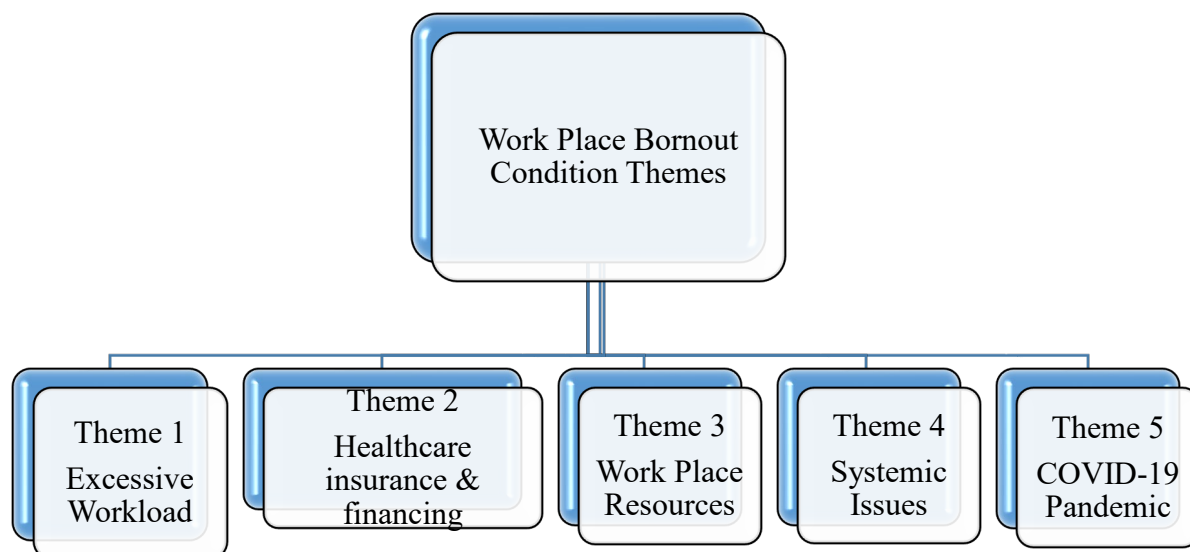 Work Place Bornout
Condition Themes
Theme 1
Excessive
Workload
Theme 2
Healthcare
insurance &
financing
Theme 3
Work Place
Resources
Theme 4
Systemic
Issues
Theme 5
COVID-19
Pandemic